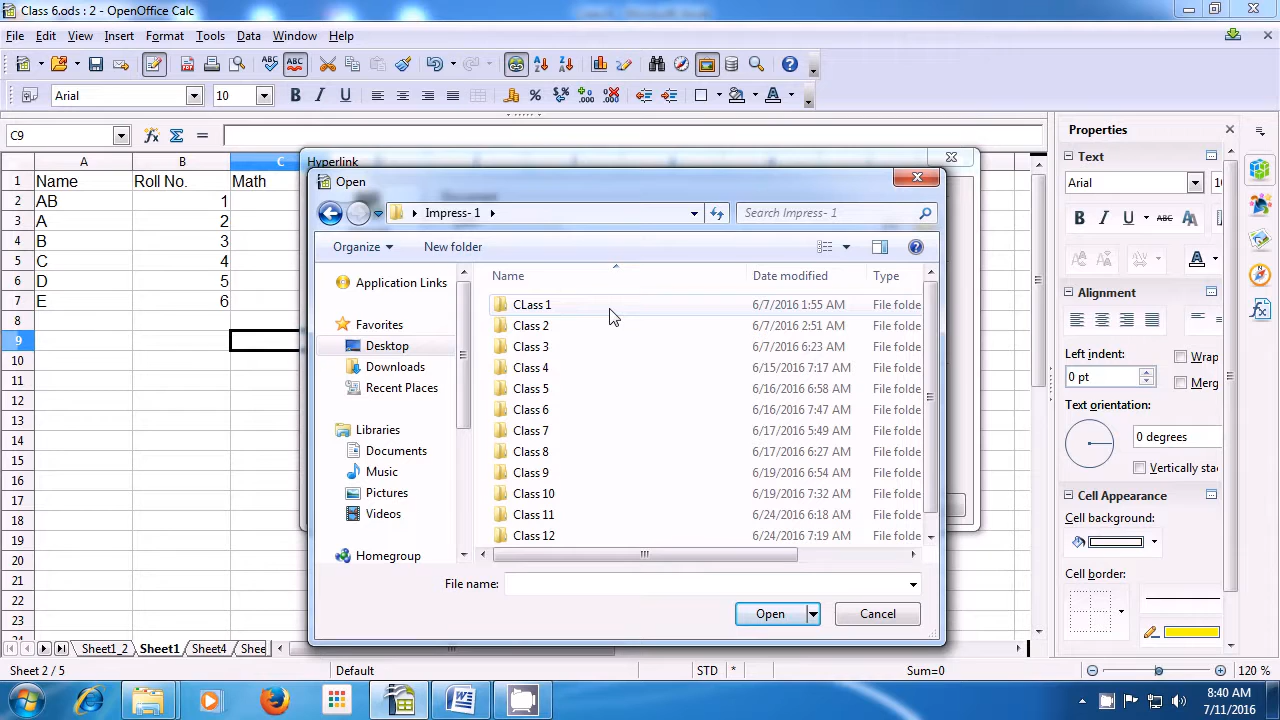 Class 6.ods : 2 - OpenOffice Calc
File Edit View Insert Format Tools Data Window Help
Arial 10
C9
A B C
1 Name Roll No. Math
2 AB 1
3 A 2
4 B 3
5 C 4
6 D 5
7 E 6
8
9
10
11
12
13
14
15
16
17
18
19
20
21
22
23
Hyperlink
Open
Impress- 1
Search Impress- 1
Organize New folder
Name Date modified Type
Application Links
Favorites
Desktop
Downloads
Recent Places
Libraries
Documents
Music
Pictures
Videos
Homegroup
CLass 1 6/7/2016 1:55 AM File folde
Class 2 6/7/2016 2:51 AM File folde
Class 3 6/7/2016 6:23 AM File folde
Class 4 6/15/2016 7:17 AM File folde
Class 5 6/16/2016 6:58 AM File folde
Class 6 6/16/2016 7:47 AM File folde
Class 7 6/17/2016 5:49 AM File folde
Class 8 6/17/2016 6:27 AM File folde
Class 9 6/19/2016 6:54 AM File folde
Class 10 6/19/2016 7:32 AM File folde
Class 11 6/24/2016 6:18 AM File folde
Class 12 6/24/2016 7:19 AM File folde
File name:
Open Cancel
Properties
Text
Arial
Alignment
Left indent: Wrap
0 pt Merg
Text orientation:
0 degrees
Vertically stac
Cell Appearance
Cell background:
Cell border:
Sheet1_2 Sheet1 Sheet4 Shee
Sheet 2 / 5 Default STD * Sum=0 120 %
8:40 AM
7/11/2016